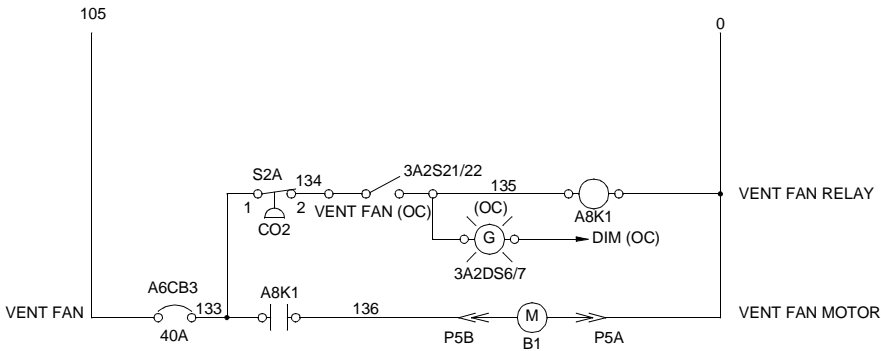 105
0
S2A
134
3A2S21/22
1
2
VENT FAN (OC)
135
CO2
(OC)
A8K1
VENT FAN RELAY
G
DIM (OC)
3A2DS6/7
A6CB3
133
A8K1
136
VENT FAN
40A
P5B
M
B1
P5A
VENT FAN MOTOR